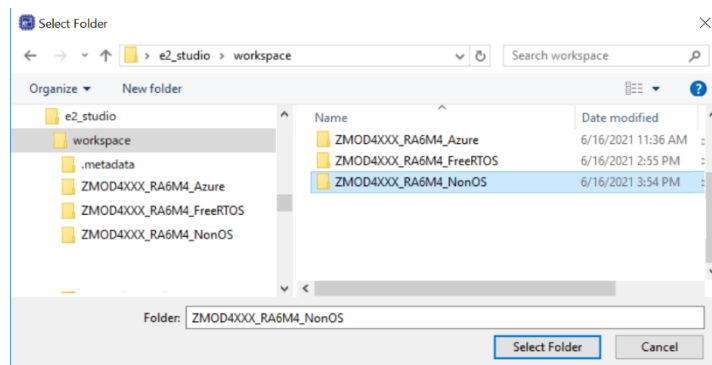 Select Folder
e2_studio > workspace
Search workspace
Organize
New folder
e2_studio
workspace
.metadata
ZMOD4XXX_RA6M4_Azure
ZMOD4XXX_RA6M4_FreeRTOS
ZMOD4XXX_RA6M4_NonOS
Name Date modified
ZMOD4XXX_RA6M4_Azure 6/16/2021 11:36 AM
ZMOD4XXX_RA6M4_FreeRTOS 6/16/2021 2:55 PM
ZMOD4XXX_RA6M4_NonOS 6/16/2021 3:54 PM
Folder: ZMOD4XXX_RA6M4_NonOS
Select Folder
Cancel